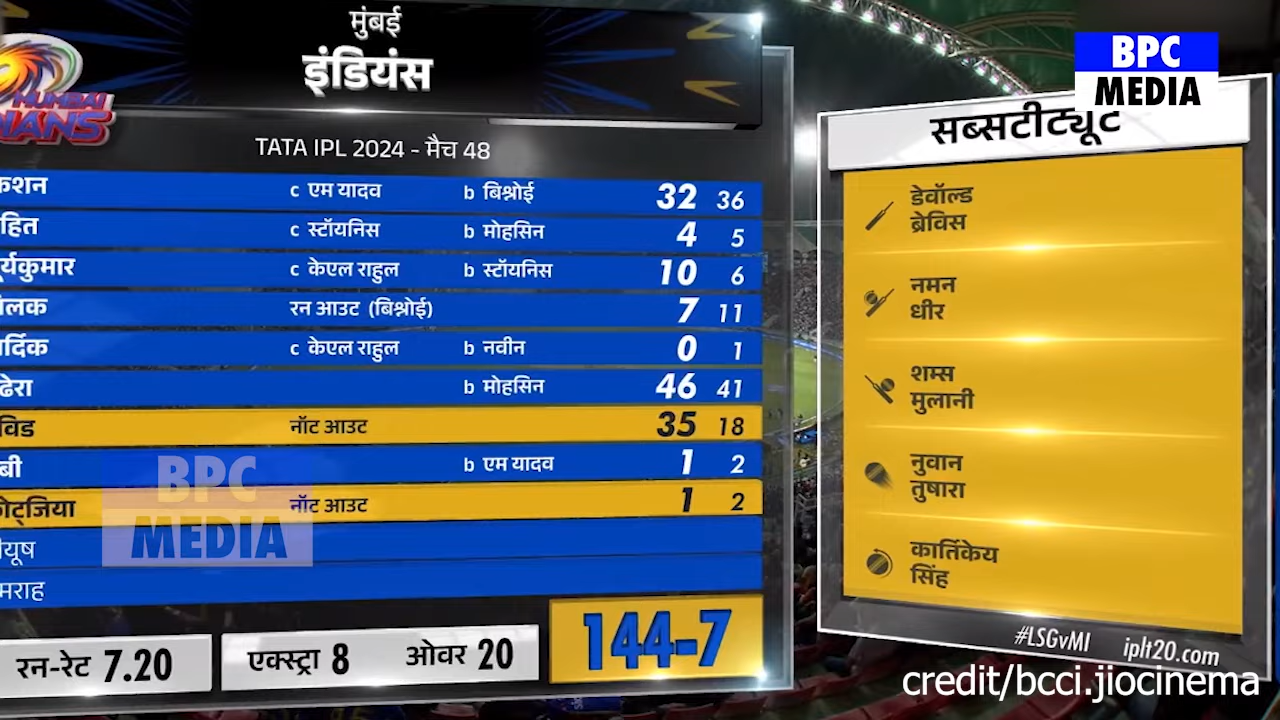 BPC
MEDIA
मुंबई
इंडियंस
MUMBAI
TATA IPL 2024 - मैच 48
c एम यादव b बिश्नोई 32 36
c स्टॉयनिस b मोहसिन 4 5
c केएल राहुल b स्टॉयनिस 10 6
रन आउट (बिश्नोई) 7 11
c केएल राहुल b नवीन 0 1
b मोहसिन 46 41
नॉट आउट 35 18
b एम यादव 1 2
नॉट आउट 1 2
BPC
MEDIA
रन-रेट 7.20
एक्स्ट्रा 8 ओवर 20
144-7
सब्सटीट्यूट
डेवॉल्ड
ब्रेविस
नमन
धीर
शम्स
मुलानी
नुवान
तुषारा
कार्तिकेय
सिंह
#LSGvMI iplt20.com
credit/bcci.jiocinema